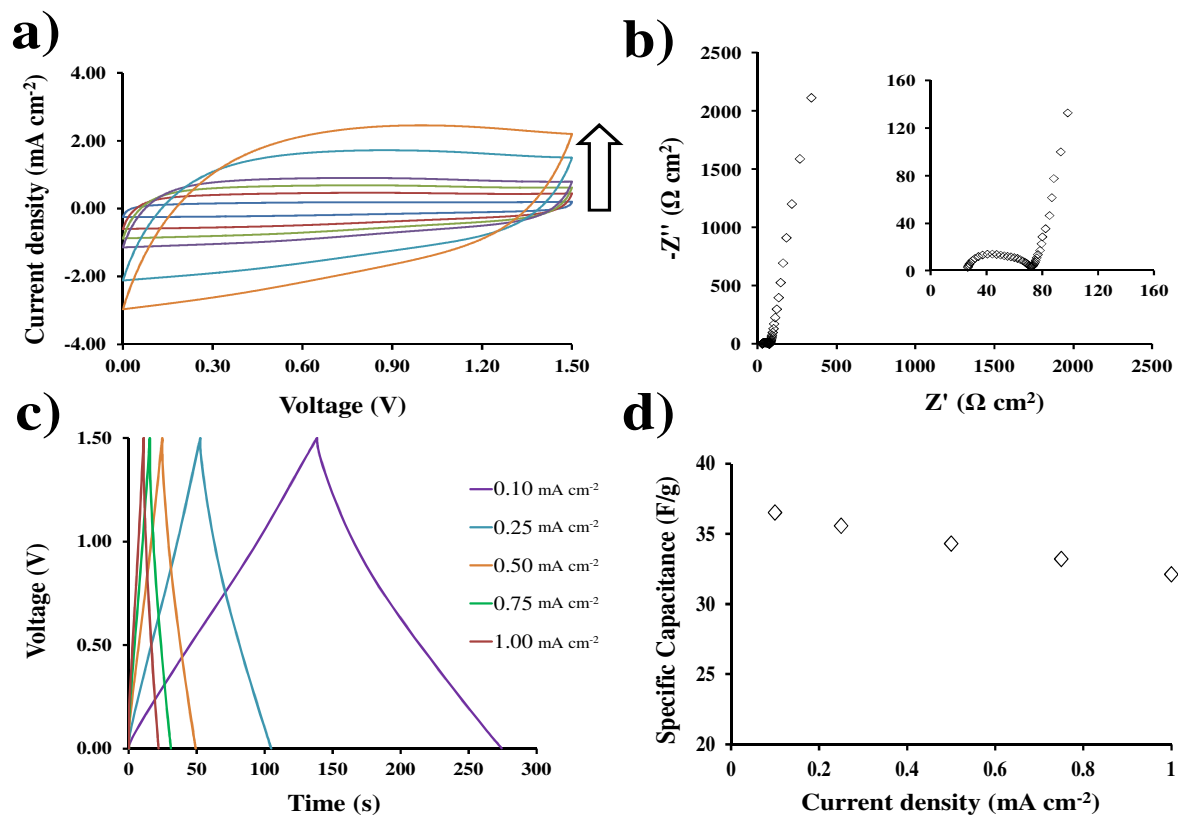 a)
4.00
2.00
0.00
-2.00
-4.00
0.00 0.30 0.60 0.90 1.20 1.50
Current density (mA cm-2)
Voltage (V)
b)
2500
2000
1500
1000
500
0
0 500 1000 1500 2000 2500
-Z'' (Ω cm2)
Z' (Ω cm2)
160
120
80
40
0
0 40 80 120 160
c)
1.50
1.00
0.50
0.00
0 50 100 150 200 250 300
Voltage (V)
Time (s)
0.10 mA cm-2
0.25 mA cm-2
0.50 mA cm-2
0.75 mA cm-2
1.00 mA cm-2
d)
40
35
30
25
20
0 0.2 0.4 0.6 0.8 1
Specific Capacitance (F/g)
Current density (mA cm-2)